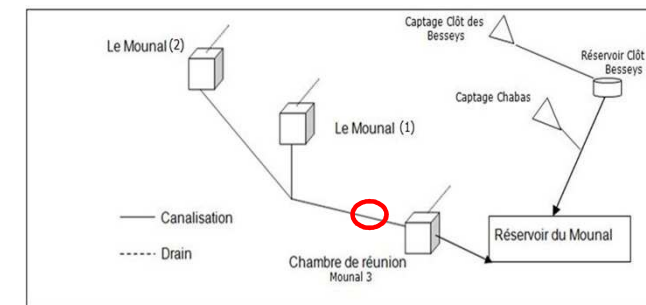 Captage Clôt des
Besseys
Le Mounal (2)
Réservoir Clôt
Besseys
Captage Chabas
Le Mounal (1)
Canalisation
Drain
Chambre de réunion
Mounal 3
Réservoir du Mounal